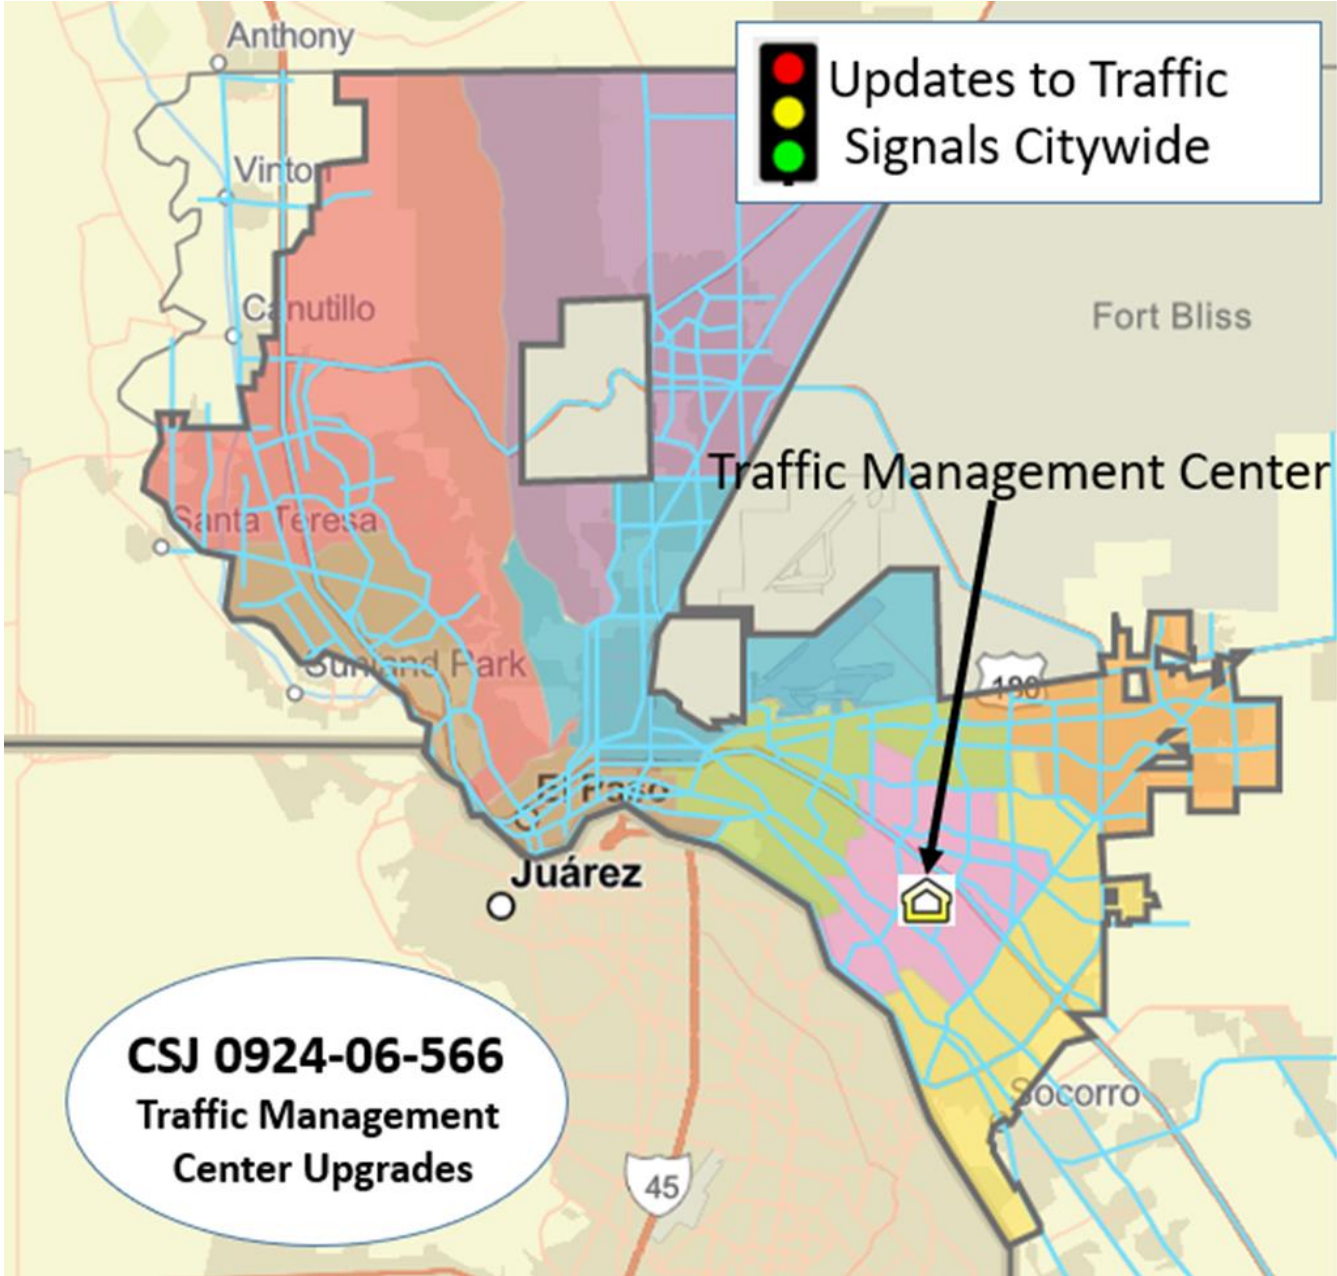 Anthony
Updates to Traffic
Signals Citywide
Vinton
Canutillo
Fort Bliss
Traffic Management Center
Santa Teresa
Sunland Park
180
El Paso
Juárez
CSJ 0924-06-566
Traffic Management
Center Upgrades
Socorro
45